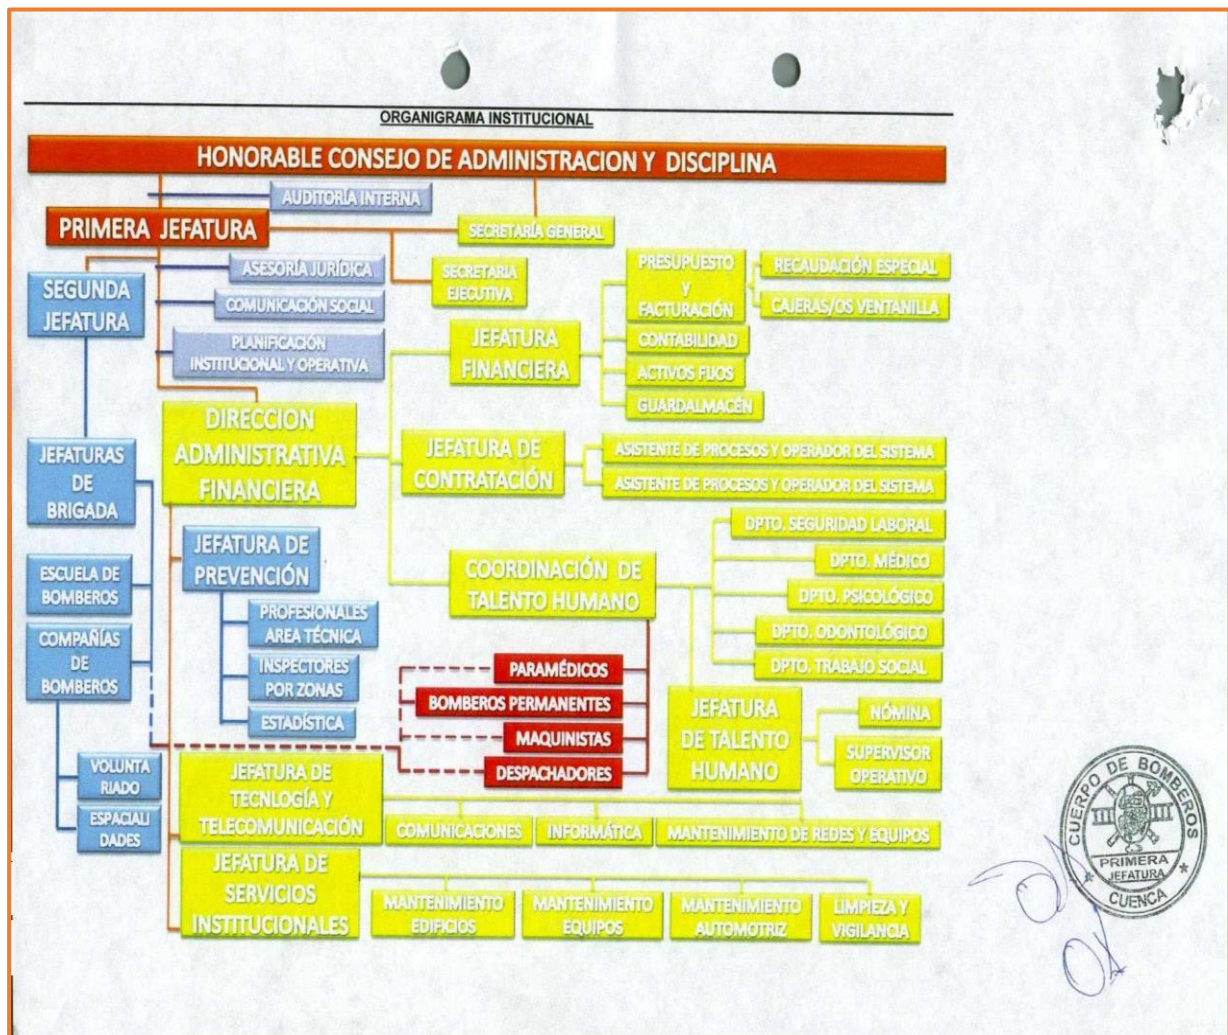 ORGANIGRAMA INSTITUCIONAL
HONORABLE CONSEJO DE ADMINISTRACION Y DISCIPLINA
AUDITORÍA INTERNA
PRIMERA JEFATURA
SECRETARÍA GENERAL
ASESORÍA JURÍDICA
SECRETARIA
EJECUTIVA
COMUNICACIÓN SOCIAL
PLANIFICACIÓN
INSTITUCIONAL Y OPERATIVA
SEGUNDA
JEFATURA
JEFATURA
FINANCIERA
PRESUPUESTO
Y
FACTURACIÓN
RECAUDACIÓN ESPECIAL
CAJERAS/OS VENTANILLA
CONTABILIDAD
ACTIVOS FIJOS
GUARDALMACÉN
DIRECCION
ADMINISTRATIVA
FINANCIERA
JEFATURA DE
CONTRATACIÓN
ASISTENTE DE PROCESOS Y OPERADOR DEL SISTEMA
ASISTENTE DE PROCESOS Y OPERADOR DEL SISTEMA
JEFATURAS
DE
BRIGADA
ESCUELA DE
BOMBEROS
COMPAÑÍAS
DE
BOMBEROS
VOLUNTA
RIADO
ESPACIALI
DADES
JEFATURA DE
PREVENCIÓN
PROFESIONALES
AREA TÉCNICA
INSPECTORES
POR ZONAS
ESTADÍSTICA
COORDINACIÓN DE
TALENTO HUMANO
DPTO. SEGURIDAD LABORAL
DPTO. MÉDICO
DPTO. PSICOLÓGICO
DPTO. ODONTOLÓGICO
DPTO. TRABAJO SOCIAL
PARAMÉDICOS
BOMBEROS PERMANENTES
MAQUINISTAS
DESPACHADORES
JEFATURA
DE TALENTO
HUMANO
NÓMINA
SUPERVISOR
OPERATIVO
JEFATURA DE
TECNLOGÍA Y
TELECOMUNICACIÓN
COMUNICACIONES
INFORMÁTICA
MANTENIMIENTO DE REDES Y EQUIPOS
JEFATURA DE
SERVICIOS
INSTITUCIONALES
MANTENIMIENTO
EDIFICIOS
MANTENIMIENTO
EQUIPOS
MANTENIMIENTO
AUTOMOTRIZ
LIMPIEZA Y
VIGILANCIA
CUERPO DE BOMBEROS
PRIMERA
JEFATURA
CUENCA